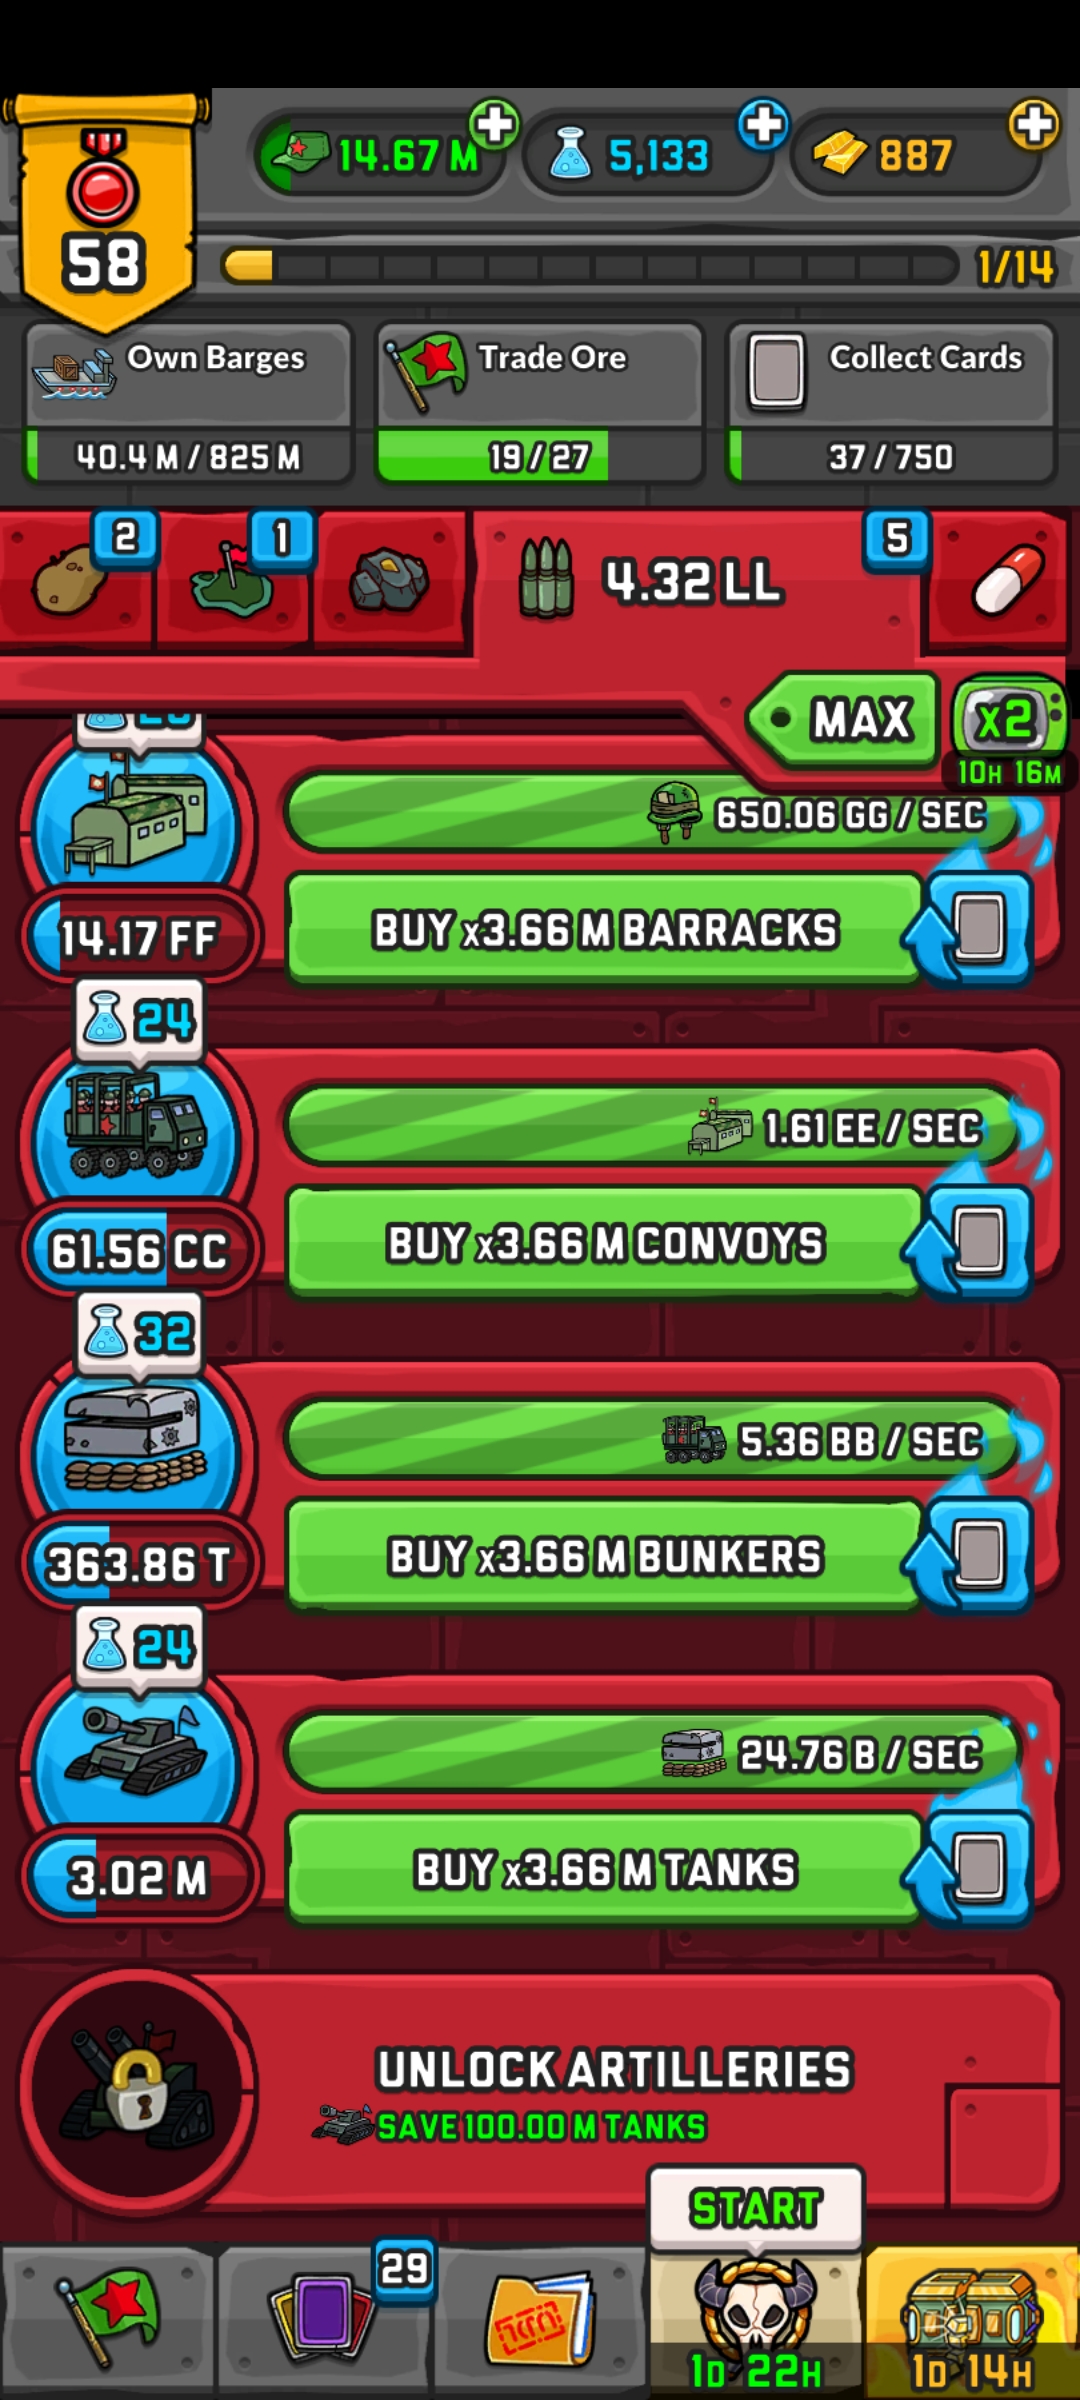 14.67 M
5,133
887
58
1/14
Own Barges
Trade Ore
Collect Cards
40.4 M / 825 M
19 / 27
37 / 750
2
1
4.32 LL
5
MAX
x2
10H 16M
650.06 GG / SEC
BUY x3.66 M BARRACKS
14.17 FF
24
1.61 EE / SEC
BUY x3.66 M CONVOYS
61.56 CC
32
5.36 BB / SEC
BUY x3.66 M BUNKERS
363.86 T
24
24.76 B / SEC
BUY x3.66 M TANKS
3.02 M
UNLOCK ARTILLERIES
SAVE 100.00 M TANKS
START
29
1D 22H
1D 14H